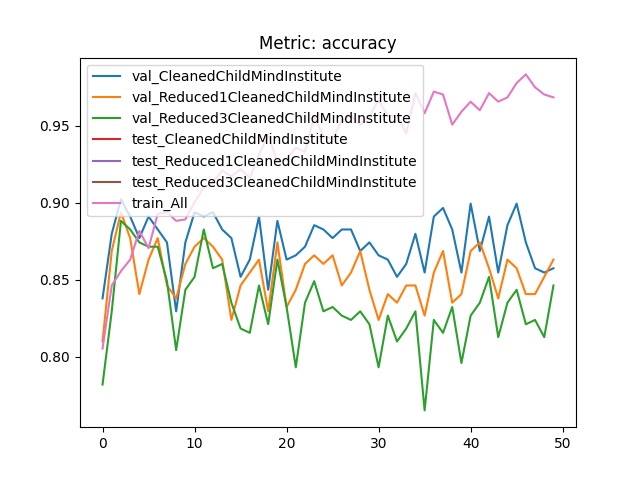 Metric: accuracy
val_CleanedChildMindInstitute
val_Reduced1CleanedChildMindInstitute
val_Reduced3CleanedChildMindInstitute
test_CleanedChildMindInstitute
test_Reduced1CleanedChildMindInstitute
test_Reduced3CleanedChildMindInstitute
train_All
0.95
0.90
0.85
0.80
0 10 20 30 40 50